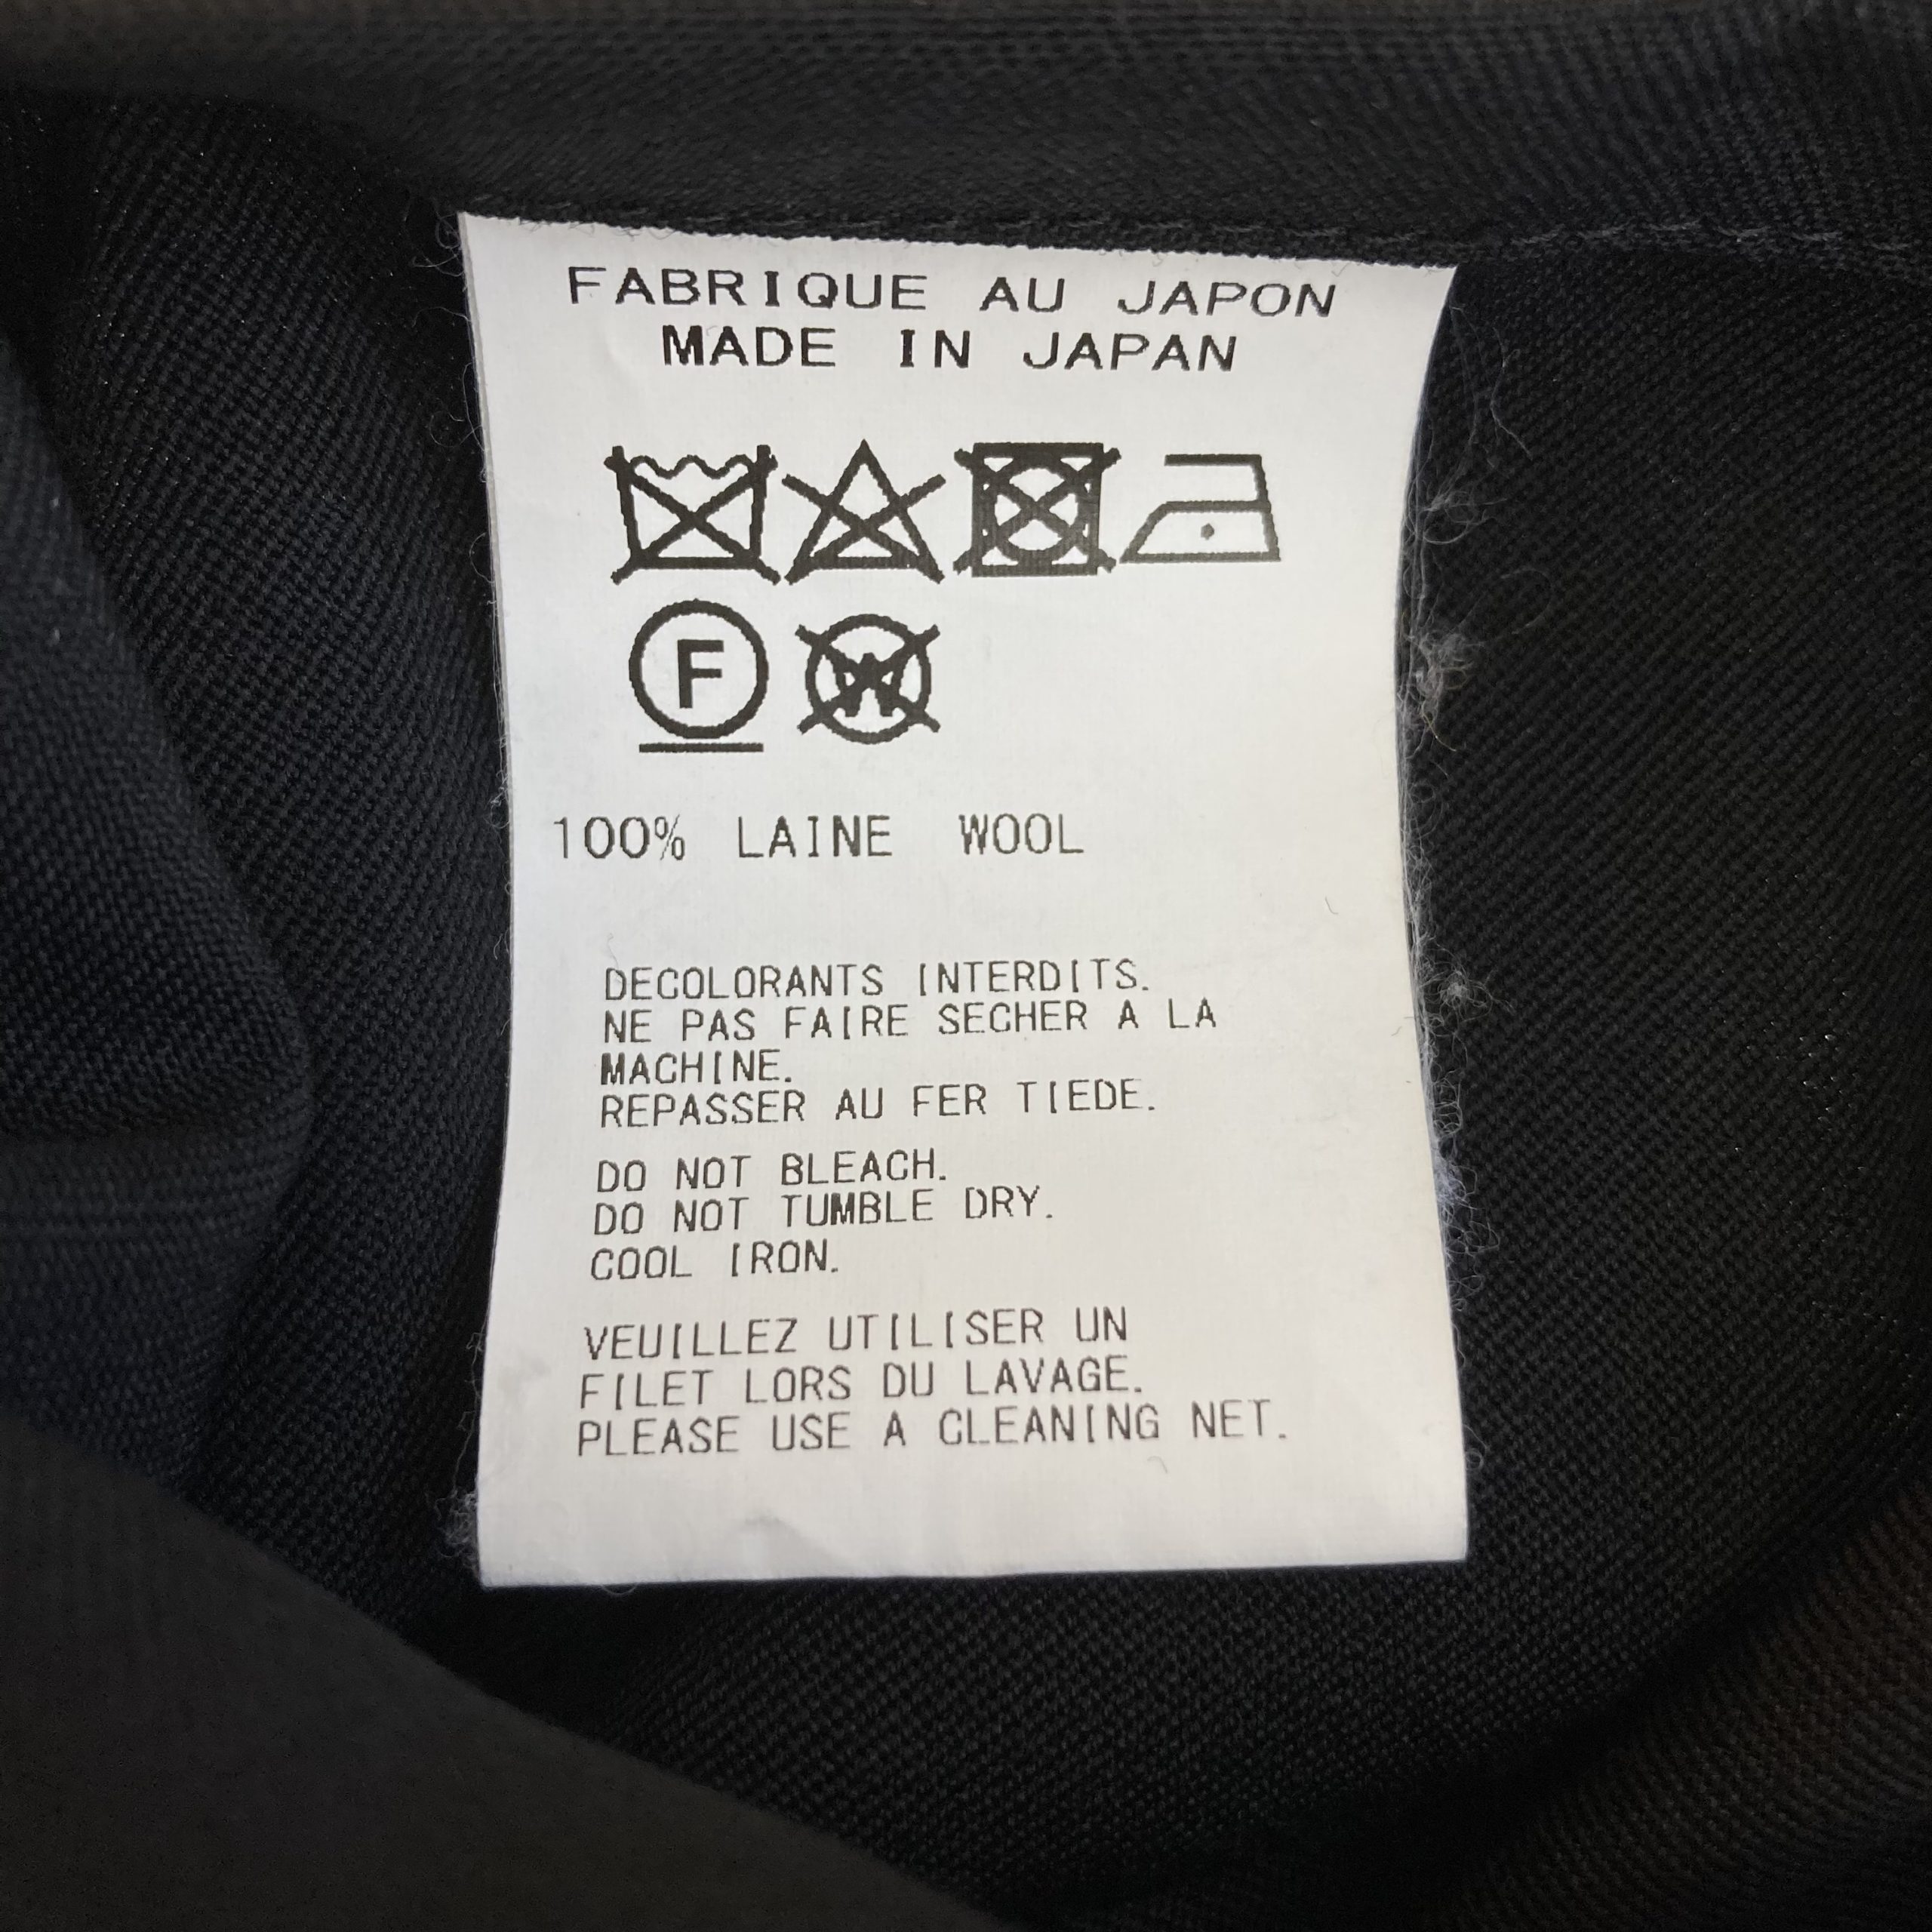 FABRIQUE AU JAPON
MADE IN JAPAN
F W
100% LAINE WOOL
DECOLORANTS INTERDITS.
NE PAS FAIRE SECHER A LA
MACHINE.
REPASSER AU FER TIEDE.
DO NOT BLEACH.
DO NOT TUMBLE DRY.
COOL IRON.
VEUILLEZ UTILISER UN
FILET LORS DU LAVAGE.
PLEASE USE A CLEANING NET.